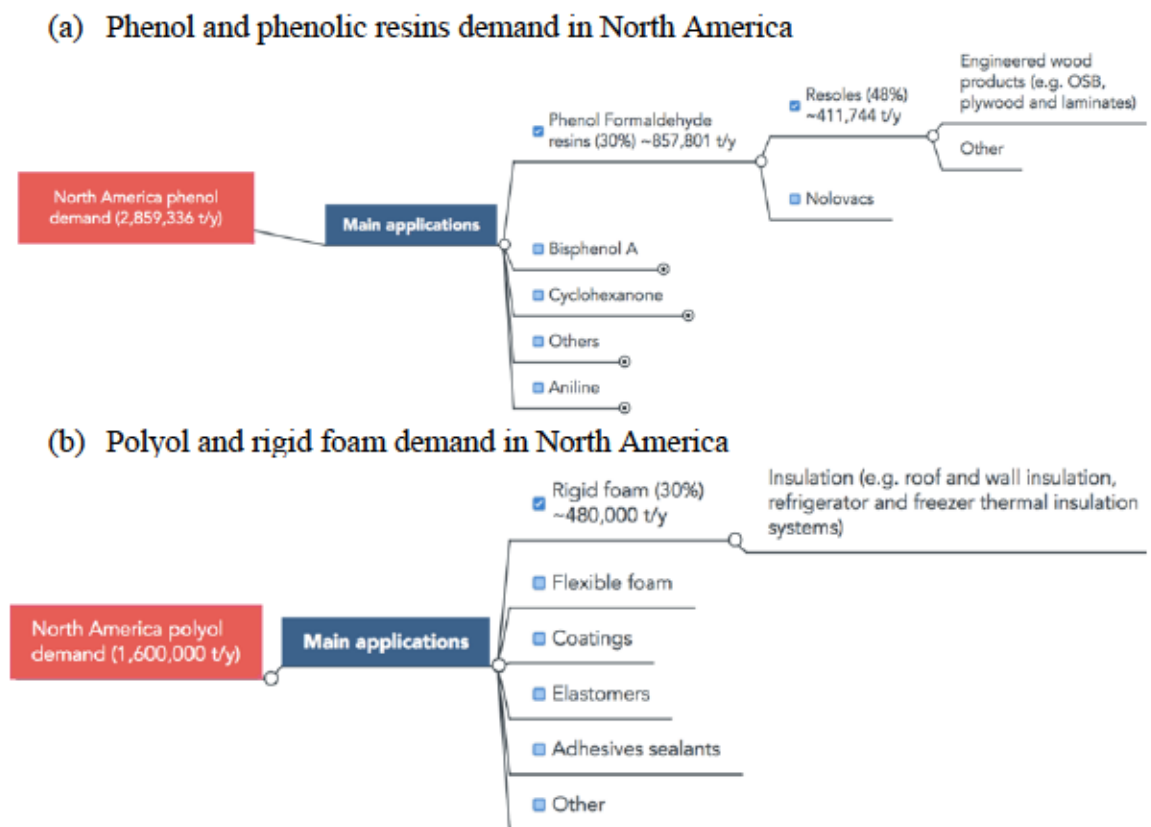 (a) Phenol and phenolic resins demand in North America
Engineered wood
products (e.g. OSB,
plywood and laminates)
Resoles (48%)
~411,744 t/y
Phenol Formaldehyde
resins (30%) ~857,801 t/y
Other
North America phenol
demand (2,859,336 t/y)
Nolovacs
Main applications
Bisphenol A
Cyclohexanone
Others
Aniline
(b) Polyol and rigid foam demand in North America
Insulation (e.g. roof and wall insulation,
refrigerator and freezer thermal insulation
systems)
Rigid foam (30%)
~480,000 t/y
Flexible foam
North America polyol
demand (1,600,000 t/y)
Main applications
Coatings
Elastomers
Adhesives sealants
Other